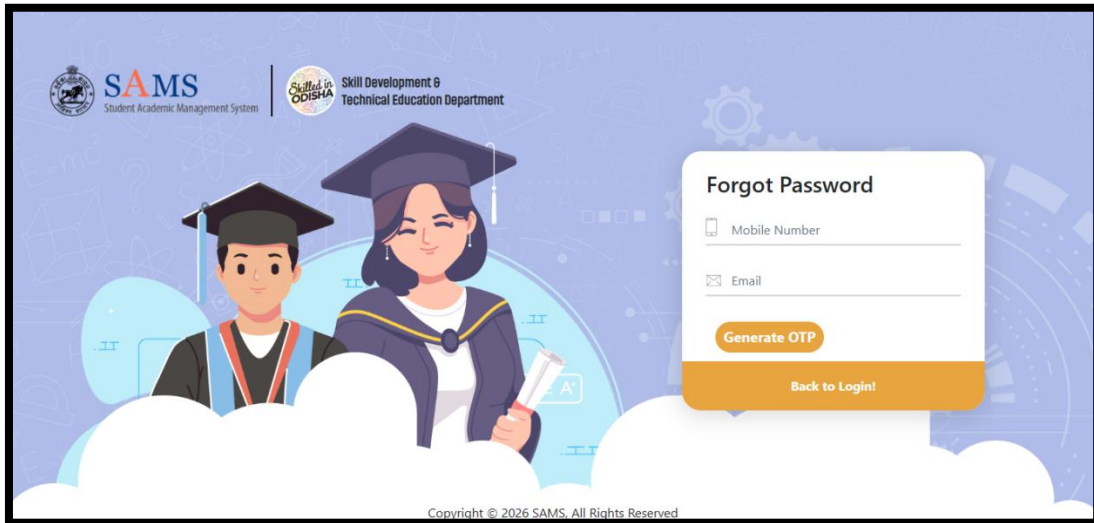 SAMS
Student Academic Management System
Skilled in
ODISHA
Skill Development &
Technical Education Department
Forgot Password
Mobile Number
Email
Generate OTP
Back to Login!
Copyright © 2026 SAMS, All Rights Reserved